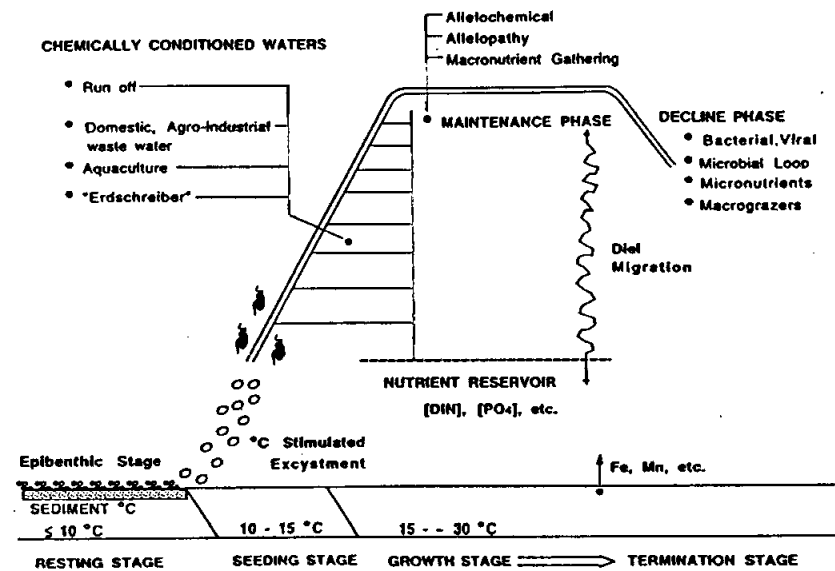 CHEMICALLY CONDITIONED WATERS
Run off
Domestic, Agro-Industrial
waste water
Aquaculture
"Erdschreiber"
Allelochemical
Allelopathy
Macronutrient Gathering
MAINTENANCE PHASE
DECLINE PHASE
Bacterial, Viral
Microbial Loop
Micronutrients
Macrograzers
Diel
Migration
NUTRIENT RESERVOIR
[DIN], [PO4], etc.
°C Stimulated
Excystment
Epibenthic Stage
Fe, Mn, etc.
SEDIMENT °C
≤ 10 °C
10 - 15 °C
15 - - 30 °C
RESTING STAGE
SEEDING STAGE
GROWTH STAGE
TERMINATION STAGE